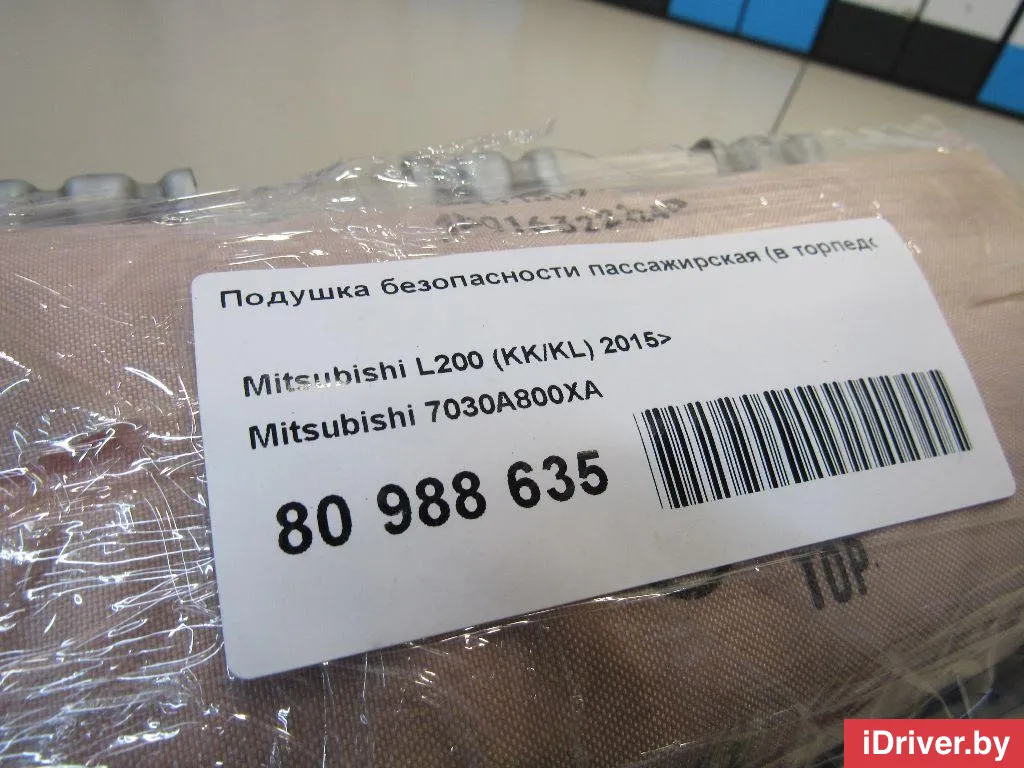 Подушка безопасности пассажирская (в торпедо
Mitsubishi L200 (KK/KL) 2015>
Mitsubishi 7030A800XA
80 988 635
TOP
iDriver.by